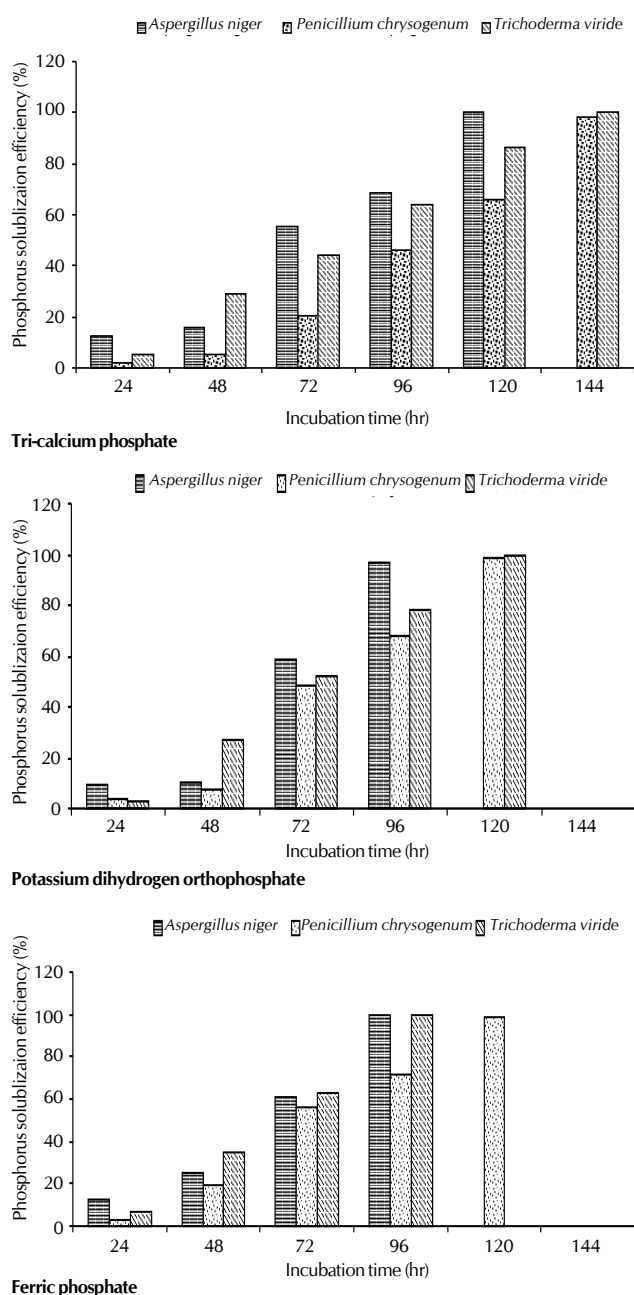 Aspergillus niger Penicillium chrysogenum Trichoderma viride
Phosphorus solublizaion efficiency (%)
120
100
80
60
40
20
0
24 48 72 96 120 144
Incubation time (hr)
Tri-calcium phosphate
Aspergillus niger Penicillium chrysogenum Trichoderma viride
Phosphorus solublizaion efficiency (%)
120
100
80
60
40
20
0
24 48 72 96 120 144
Incubation time (hr)
Potassium dihydrogen orthophosphate
Aspergillus niger Penicillium chrysogenum Trichoderma viride
Phosphorus solublizaion efficiency (%)
120
100
80
60
40
20
0
24 48 72 96 120 144
Incubation time (hr)
Ferric phosphate